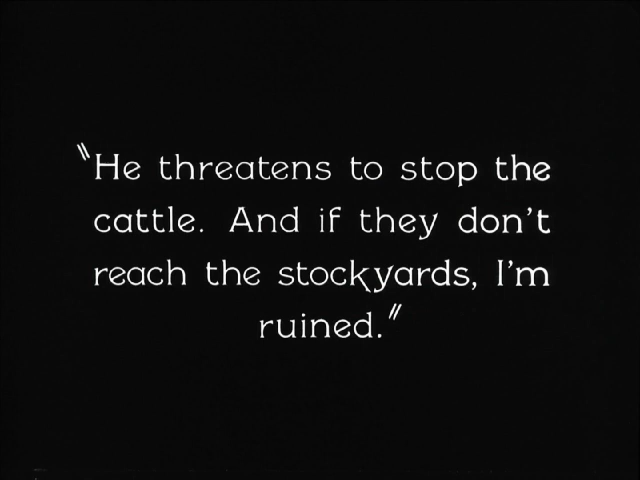 "He threatens to stop the
cattle. And if they don't
reach the stockyards, I'm
ruined."